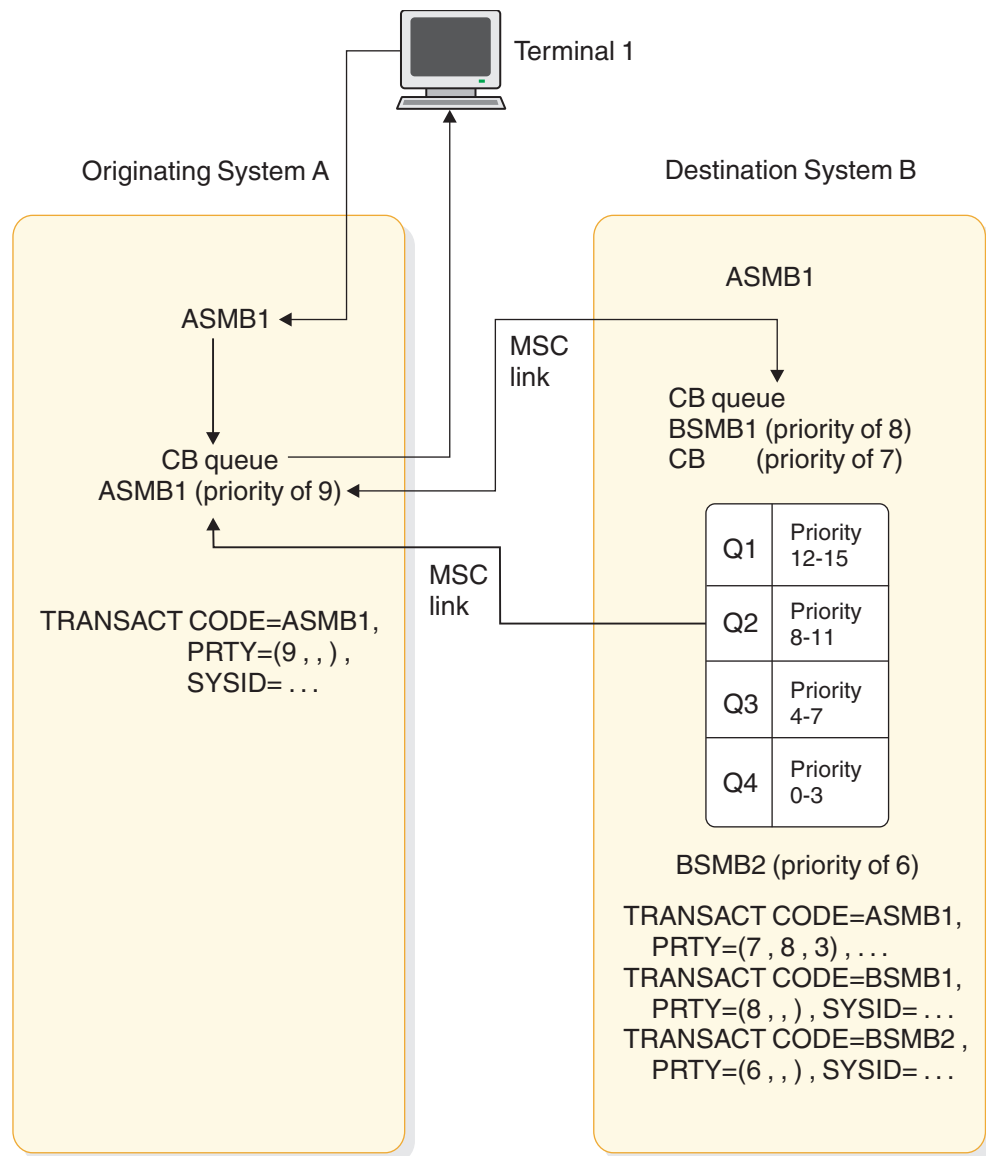 Terminal 1
Originating System A
Destination System B
ASMB1
CB queue
ASMB1 (priority of 9)
TRANSACT CODE=ASMB1,
PRTY=(9 , , ) ,
SYSID= . . .
MSC
link
MSC
link
ASMB1
CB queue
BSMB1 (priority of 8)
CB (priority of 7)
Q1 Priority
12-15
Q2 Priority
8-11
Q3 Priority
4-7
Q4 Priority
0-3
BSMB2 (priority of 6)
TRANSACT CODE=ASMB1,
PRTY=(7 , 8 , 3) , . . .
TRANSACT CODE=BSMB1,
PRTY=(8 , , ) , SYSID= . . .
TRANSACT CODE=BSMB2 ,
PRTY=(6 , , ) , SYSID= . . .